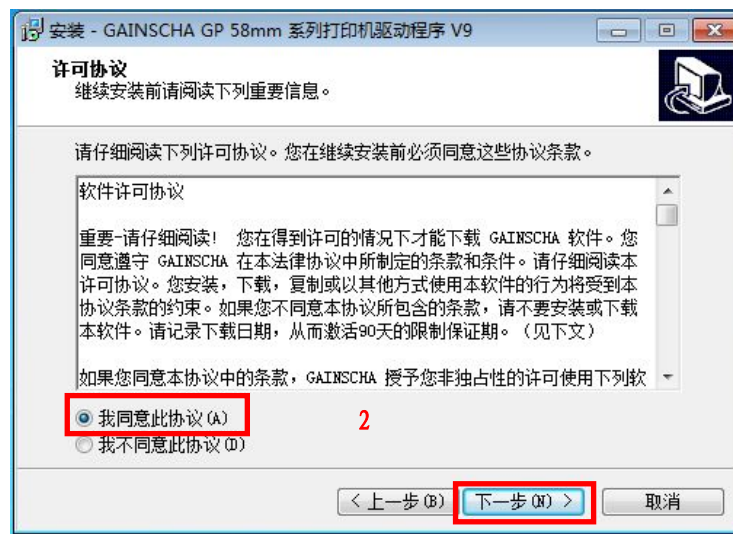 安装 - GAINSCHA GP 58mm 系列打印机驱动程序 V9
许可协议
继续安装前请阅读下列重要信息。
请仔细阅读下列许可协议。您在继续安装前必须同意这些协议条款。
软件许可协议
重要-请仔细阅读! 您在得到许可的情况下才能下载 GAINSCHA 软件。您
同意遵守 GAINSCHA 在本法律协议中所制定的条款和条件。请仔细阅读本
许可协议。您安装，下载，复制或以其他方式使用本软件的行为将受到本
协议条款的约束。如果您不同意本协议所包含的条款，请不要安装或下载
本软件。请记录下载日期，从而激活90天的限制保证期。（见下文）
如果您同意本协议中的条款，GAINSCHA 授予您非独占性的许可使用下列软
我同意此协议(A)
2
我不同意此协议(D)
< 上一步(B)
下一步(N) >
取消